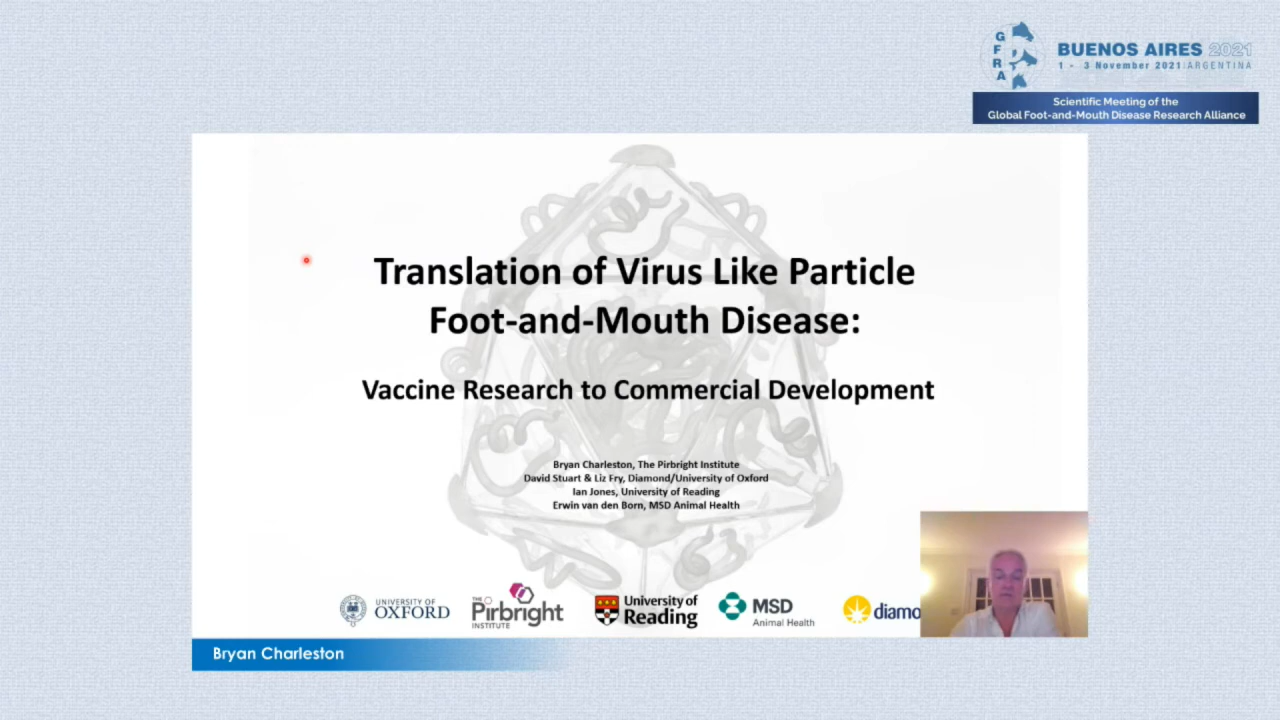 GFRA
BUENOS AIRES 2021
1 - 3 November 2021 ARGENTINA
Scientific Meeting of the
Global Foot-and-Mouth Disease Research Alliance
Translation of Virus Like Particle
Foot-and-Mouth Disease:
Vaccine Research to Commercial Development
Bryan Charleston, The Pirbright Institute
David Stuart & Liz Fry, Diamond/University of Oxford
Ian Jones, University of Reading
Erwin van den Born, MSD Animal Health
UNIVERSITY OF
OXFORD
THE
Pirbright
INSTITUTE
University of
Reading
MSD
Animal Health
diamo
Bryan Charleston